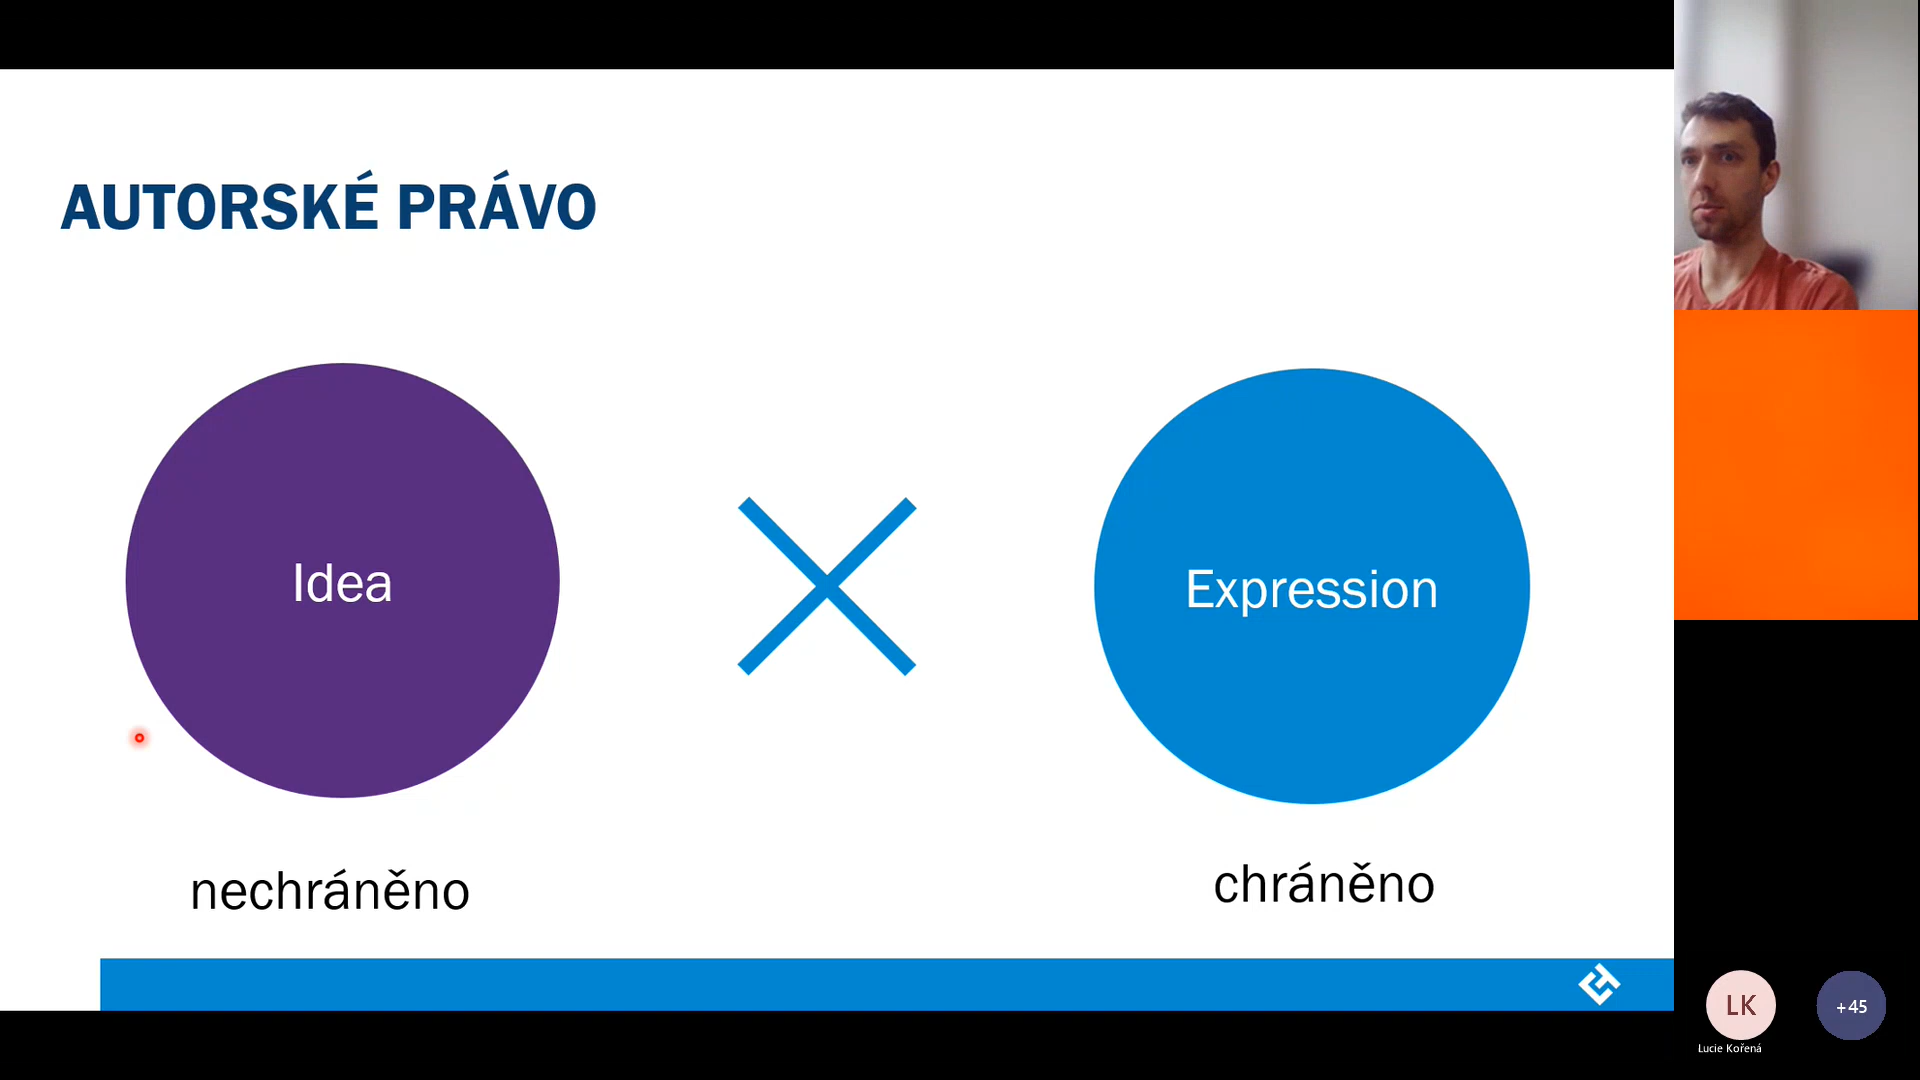 AUTORSKÉ PRÁVO
Idea
Expression
nechráněno
chráněno
LK
+45
Lucie Kořená